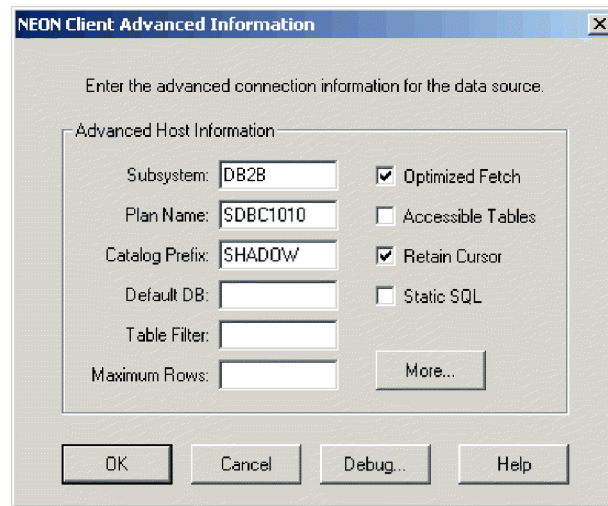 NEON Client Advanced Information
Enter the advanced connection information for the data source.
Advanced Host Information
Subsystem: DB2B
Optimized Fetch
Plan Name: SDBC1010
Accessible Tables
Catalog Prefix: SHADOW
Retain Cursor
Default DB:
Static SQL
Table Filter:
Maximum Rows:
More...
OK Cancel Debug... Help